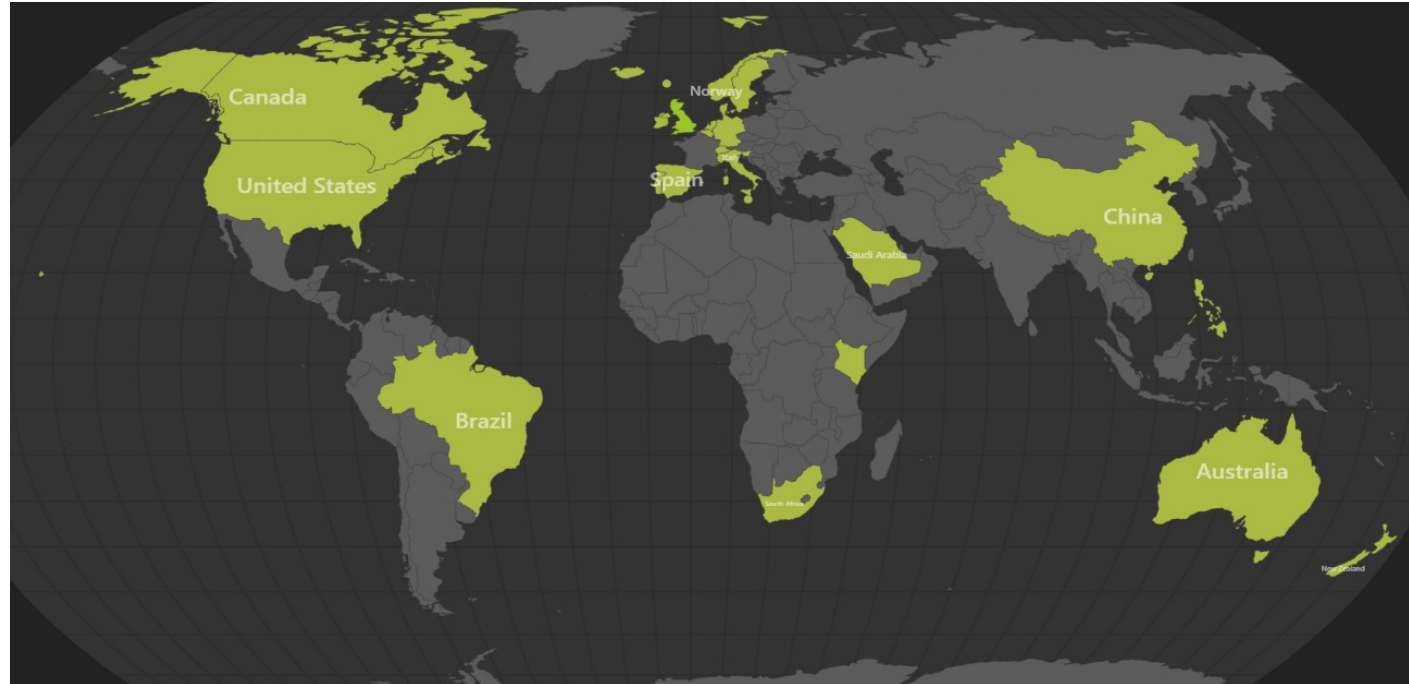 Canada
Norway
Italy
United States
Spain
China
Saudi Arabia
Brazil
Australia
South Africa
New Zealand